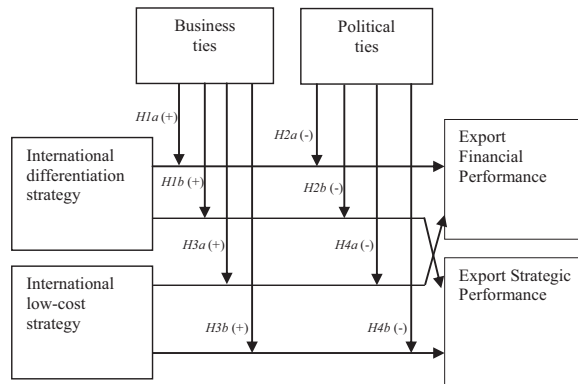 Business
ties
Political
ties
H1a (+)
H2a (-)
International
differentiation
strategy
Export
Financial
Performance
H1b (+)
H2b (-)
H3a (+)
H4a (-)
International
low-cost
strategy
Export Strategic
Performance
H3b (+)
H4b (-)